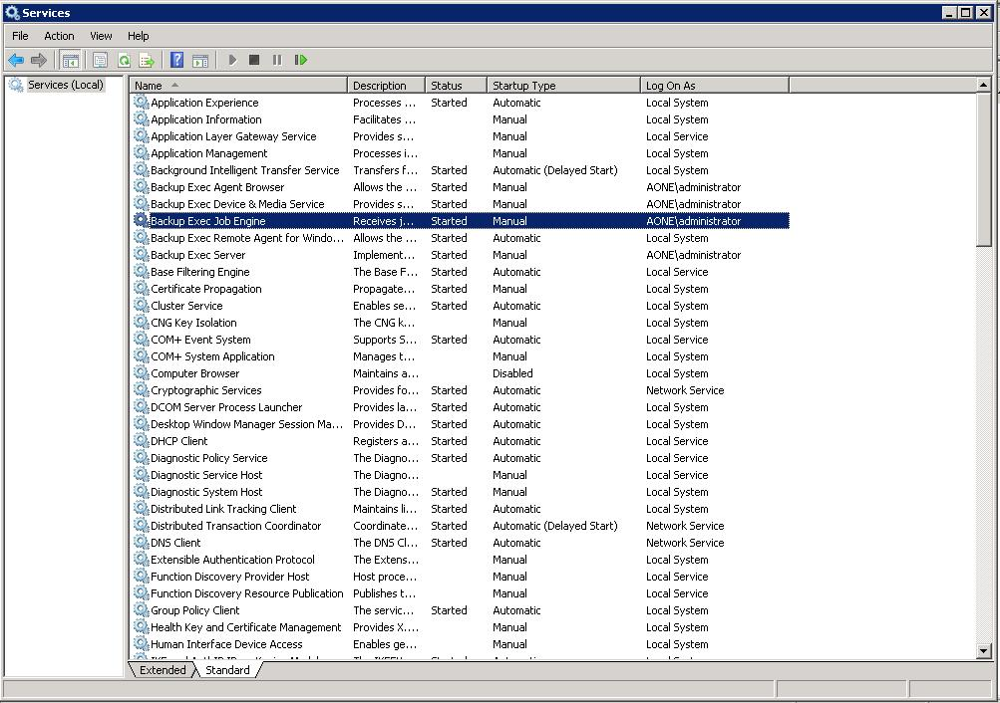 Services
File Action View Help
Services (Local)
Name Description Status Startup Type Log On As
Application Experience Processes ... Started Automatic Local System
Application Information Facilitates ... Manual Local System
Application Layer Gateway Service Provides s... Manual Local Service
Application Management Processes i... Manual Local System
Background Intelligent Transfer Service Transfers f... Started Automatic (Delayed Start) Local System
Backup Exec Agent Browser Allows the ... Started Manual AONE\administrator
Backup Exec Device & Media Service Provides s... Started Manual AONE\administrator
Backup Exec Job Engine Receives j... Started Manual AONE\administrator
Backup Exec Remote Agent for Windo... Allows the ... Started Automatic Local System
Backup Exec Server Implement... Started Manual AONE\administrator
Base Filtering Engine The Base F... Started Automatic Local Service
Certificate Propagation Propagate... Started Manual Local System
Cluster Service Enables se... Started Automatic Local System
CNG Key Isolation The CNG k... Manual Local System
COM+ Event System Supports S... Started Automatic Local Service
COM+ System Application Manages t... Manual Local System
Computer Browser Maintains a... Disabled Local System
Cryptographic Services Provides fo... Started Automatic Network Service
DCOM Server Process Launcher Provides la... Started Automatic Local System
Desktop Window Manager Session Ma... Provides D... Started Automatic Local System
DHCP Client Registers a... Started Automatic Local Service
Diagnostic Policy Service The Diagno... Started Automatic Local Service
Diagnostic Service Host The Diagno... Manual Local Service
Diagnostic System Host The Diagno... Started Manual Local System
Distributed Link Tracking Client Maintains li... Started Automatic Local System
Distributed Transaction Coordinator Coordinate... Started Automatic (Delayed Start) Network Service
DNS Client The DNS Cl... Started Automatic Network Service
Extensible Authentication Protocol The Extens... Manual Local System
Function Discovery Provider Host Host proce... Manual Local Service
Function Discovery Resource Publication Publishes t... Manual Local Service
Group Policy Client The servic... Started Automatic Local System
Health Key and Certificate Management Provides X.... Manual Local System
Human Interface Device Access Enables ge... Manual Local System
Extended Standard